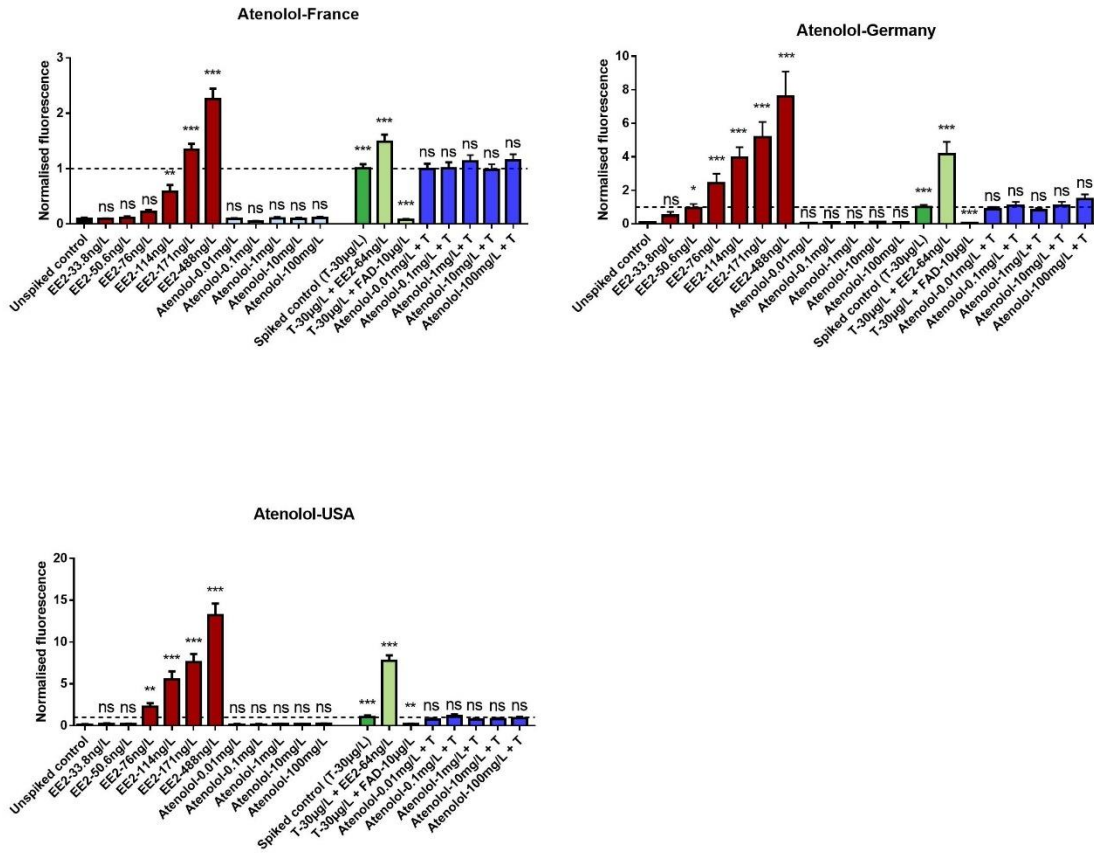 Atenolol-France
Normalised fluorescence
3
2
1
0
ns
ns
ns
**
***
***
ns
ns
ns
ns
ns
***
***
***
ns
ns
ns
ns
ns
Unspiked control
EE2-33.8ng/L
EE2-50.6ng/L
EE2-76ng/L
EE2-114ng/L
EE2-171ng/L
EE2-488ng/L
Atenolol-0.01mg/L
Atenolol-0.1mg/L
Atenolol-1mg/L
Atenolol-10mg/L
Atenolol-100mg/L
Spiked control (T-30µg/L)
T-30µg/L + EE2-64ng/L
T-30µg/L + FAD-10µg/L
Atenolol-0.01mg/L + T
Atenolol-0.1mg/L + T
Atenolol-1mg/L + T
Atenolol-10mg/L + T
Atenolol-100mg/L + T
Atenolol-Germany
Normalised fluorescence
10
8
6
4
2
0
ns
*
***
***
***
***
ns
ns
ns
ns
ns
***
***
***
ns
ns
ns
ns
ns
Unspiked control
EE2-33.8ng/L
EE2-50.6ng/L
EE2-76ng/L
EE2-114ng/L
EE2-171ng/L
EE2-488ng/L
Atenolol-0.01mg/L
Atenolol-0.1mg/L
Atenolol-1mg/L
Atenolol-10mg/L
Atenolol-100mg/L
Spiked control (T-30µg/L)
T-30µg/L + EE2-64ng/L
T-30µg/L + FAD-10µg/L
Atenolol-0.01mg/L + T
Atenolol-0.1mg/L + T
Atenolol-1mg/L + T
Atenolol-10mg/L + T
Atenolol-100mg/L + T
Atenolol-USA
Normalised fluorescence
20
15
10
5
0
ns
ns
**
***
***
***
ns
ns
ns
ns
ns
***
***
**
ns
ns
ns
ns
ns
Unspiked control
EE2-33.8ng/L
EE2-50.6ng/L
EE2-76ng/L
EE2-114ng/L
EE2-171ng/L
EE2-488ng/L
Atenolol-0.01mg/L
Atenolol-0.1mg/L
Atenolol-1mg/L
Atenolol-10mg/L
Atenolol-100mg/L
Spiked control (T-30µg/L)
T-30µg/L + EE2-64ng/L
T-30µg/L + FAD-10µg/L
Atenolol-0.01mg/L + T
Atenolol-0.1mg/L + T
Atenolol-1mg/L + T
Atenolol-10mg/L + T
Atenolol-100mg/L + T